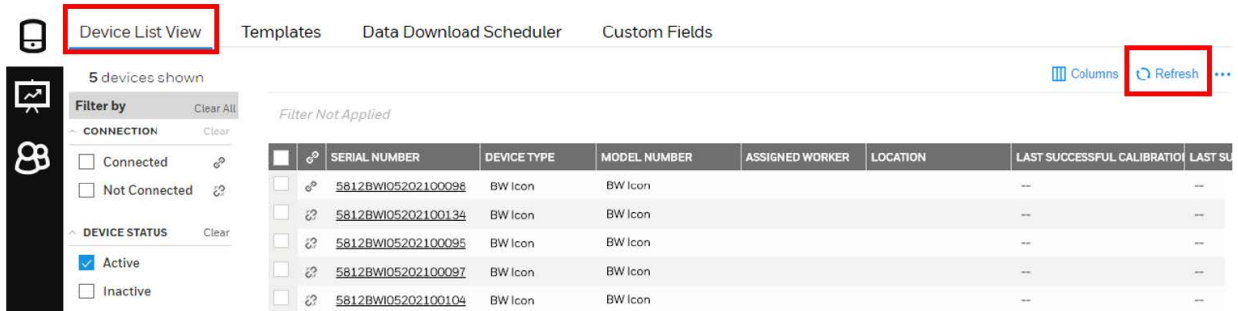 Device List View Templates Data Download Scheduler Custom Fields
5 devices shown
Columns Refresh
Filter by Clear All
Filter Not Applied
CONNECTION Clear
Connected
Not Connected
DEVICE STATUS Clear
Active
Inactive
SERIAL NUMBER DEVICE TYPE MODEL NUMBER ASSIGNED WORKER LOCATION LAST SUCCESSFUL CALIBRATIO LAST SU
5812BWI05202100098 BW Icon BW Icon -- --
5812BWI05202100134 BW Icon BW Icon -- --
5812BWI05202100095 BW Icon BW Icon -- --
5812BWI05202100097 BW Icon BW Icon -- --
5812BWI05202100104 BW Icon BW Icon -- --